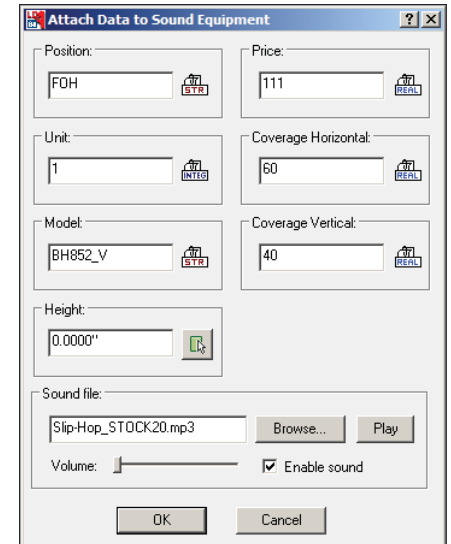 Attach Data to Sound Equipment
Position:
FOH
STR
Price:
111
REAL
Unit:
1
INTEG
Coverage Horizontal:
60
REAL
Model:
BH852_V
STR
Coverage Vertical:
40
REAL
Height:
0.0000"
Sound file:
Slip-Hop_STOCK20.mp3
Browse...
Play
Volume:
Enable sound
OK
Cancel